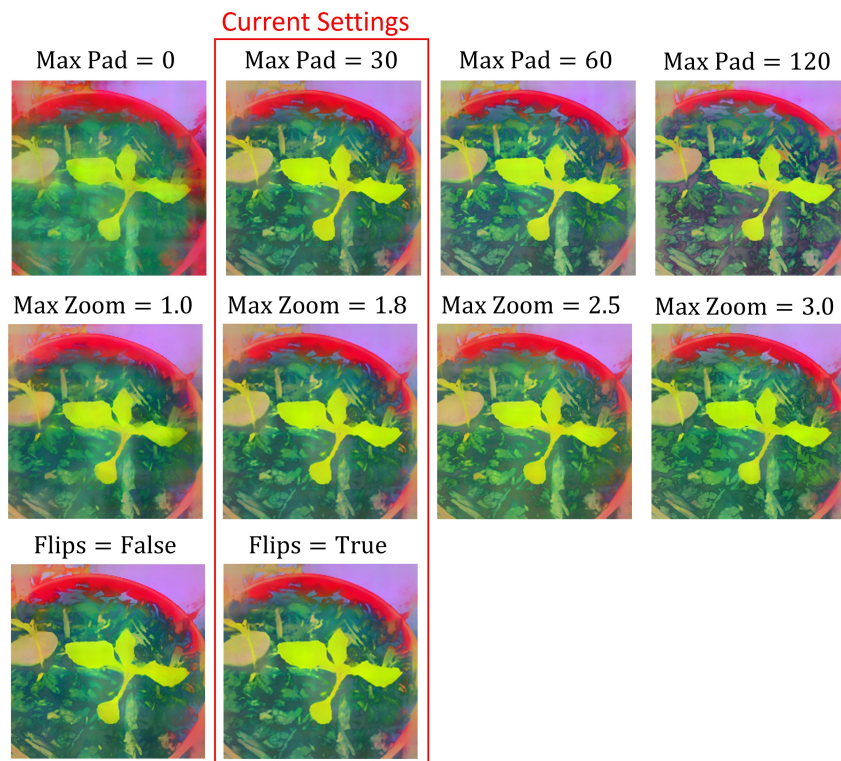 Current Settings
Max Pad = 0
Max Pad = 30
Max Pad = 60
Max Pad = 120
Max Zoom = 1.0
Max Zoom = 1.8
Max Zoom = 2.5
Max Zoom = 3.0
Flips = False
Flips = True